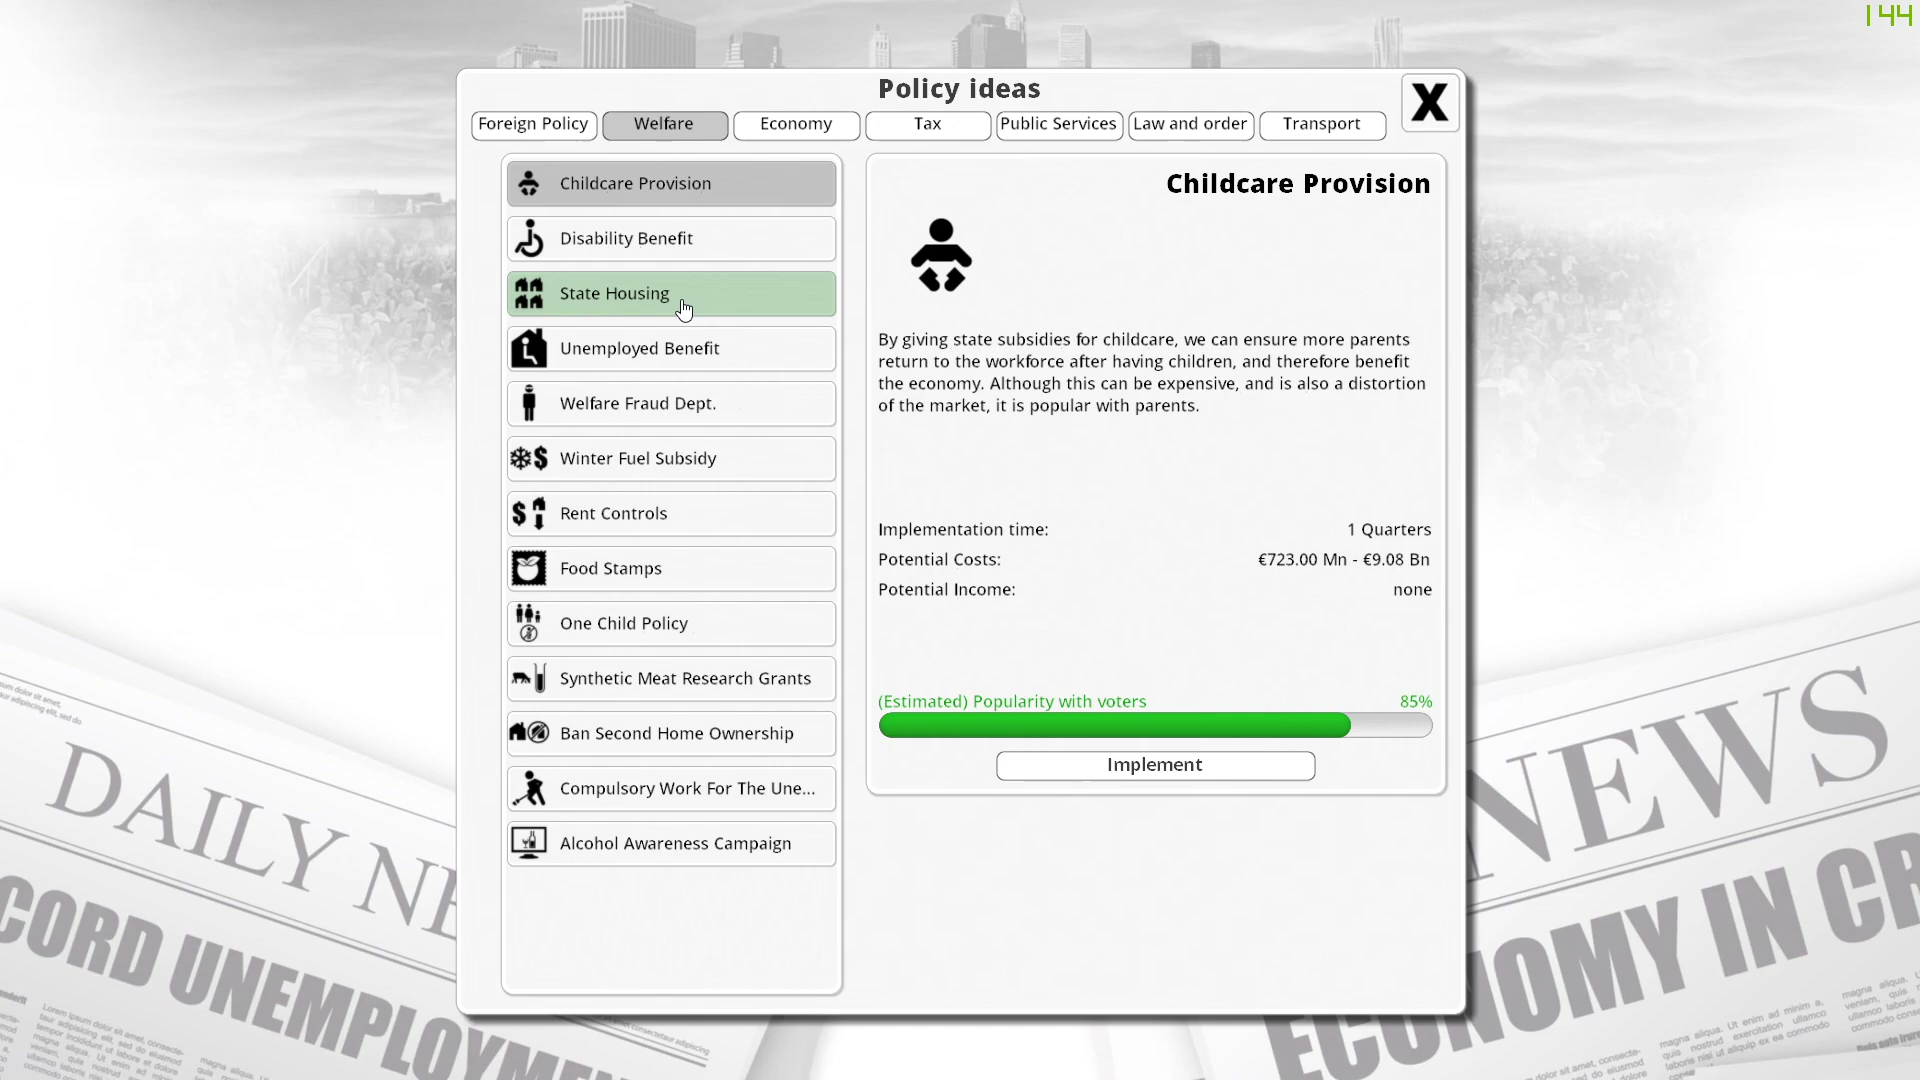 144
Policy ideas
X
Foreign Policy
Welfare
Economy
Tax
Public Services
Law and order
Transport
Childcare Provision
Disability Benefit
State Housing
Unemployed Benefit
Welfare Fraud Dept.
Winter Fuel Subsidy
Rent Controls
Food Stamps
One Child Policy
Synthetic Meat Research Grants
Ban Second Home Ownership
Compulsory Work For The Une...
Alcohol Awareness Campaign
Childcare Provision
By giving state subsidies for childcare, we can ensure more parents
return to the workforce after having children, and therefore benefit
the economy. Although this can be expensive, and is also a distortion
of the market, it is popular with parents.
Implementation time: 1 Quarters
Potential Costs: €723.00 Mn - €9.08 Bn
Potential Income: none
(Estimated) Popularity with voters 85%
Implement
DAILY NE
CORD UNEMPLOYME
NEWS
ECONOMY IN CR